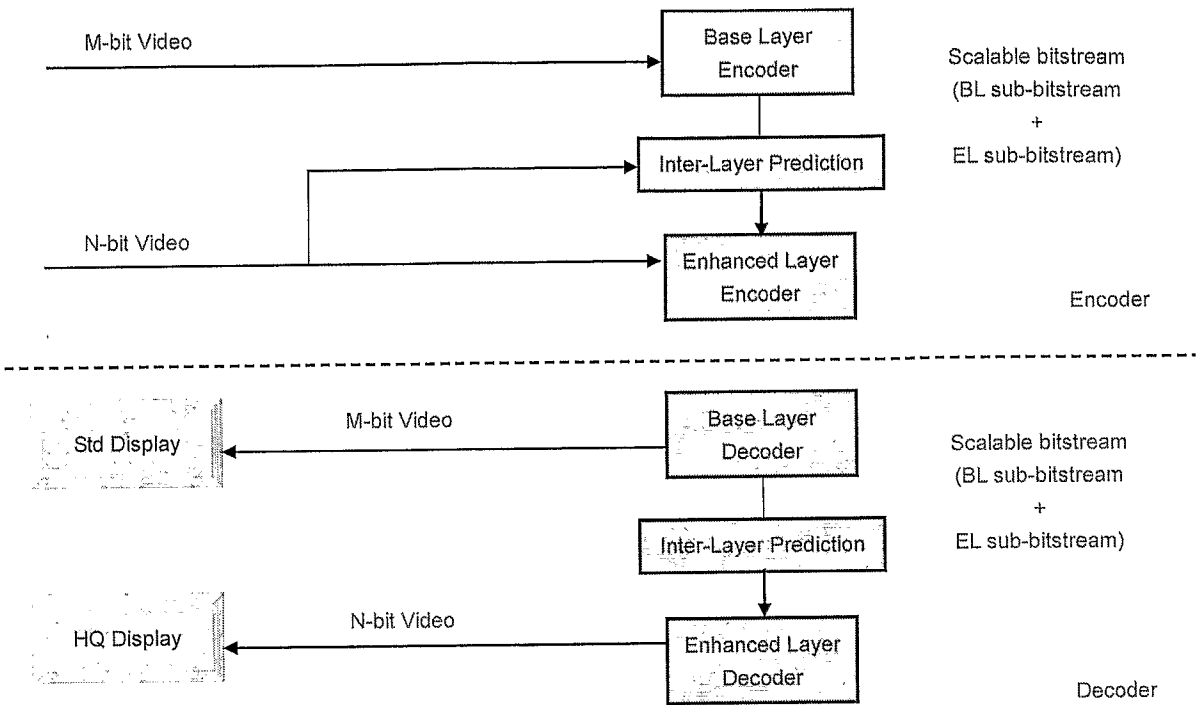 M-bit Video
Base Layer
Encoder
Scalable bitstream
(BL sub-bitstream
+
EL sub-bitstream)
Inter-Layer Prediction
N-bit Video
Enhanced Layer
Encoder
Encoder
Std Display
M-bit Video
Base Layer
Decoder
Scalable bitstream
(BL sub-bitstream
+
EL sub-bitstream)
Inter-Layer Prediction
HQ Display
N-bit Video
Enhanced Layer
Decoder
Decoder